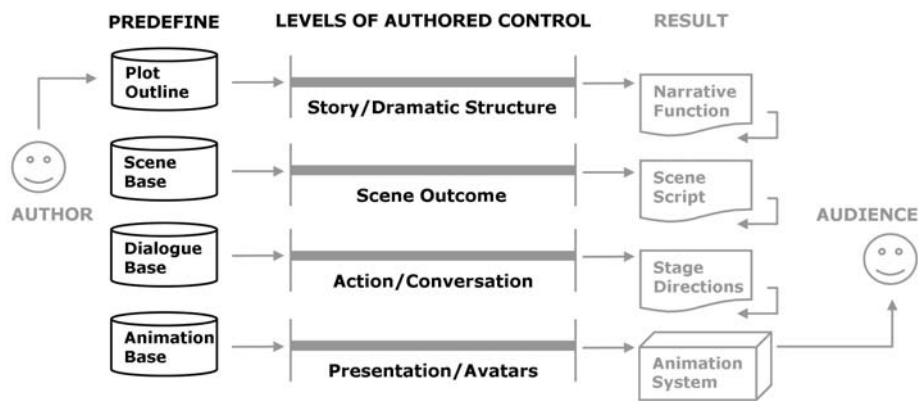 PREDEFINE
LEVELS OF AUTHORED CONTROL
RESULT
Plot
Outline
Story/Dramatic Structure
Narrative
Function
Scene
Base
Scene Outcome
Scene
Script
AUTHOR
AUDIENCE
Dialogue
Base
Action/Conversation
Stage
Directions
Animation
Base
Presentation/Avatars
Animation
System